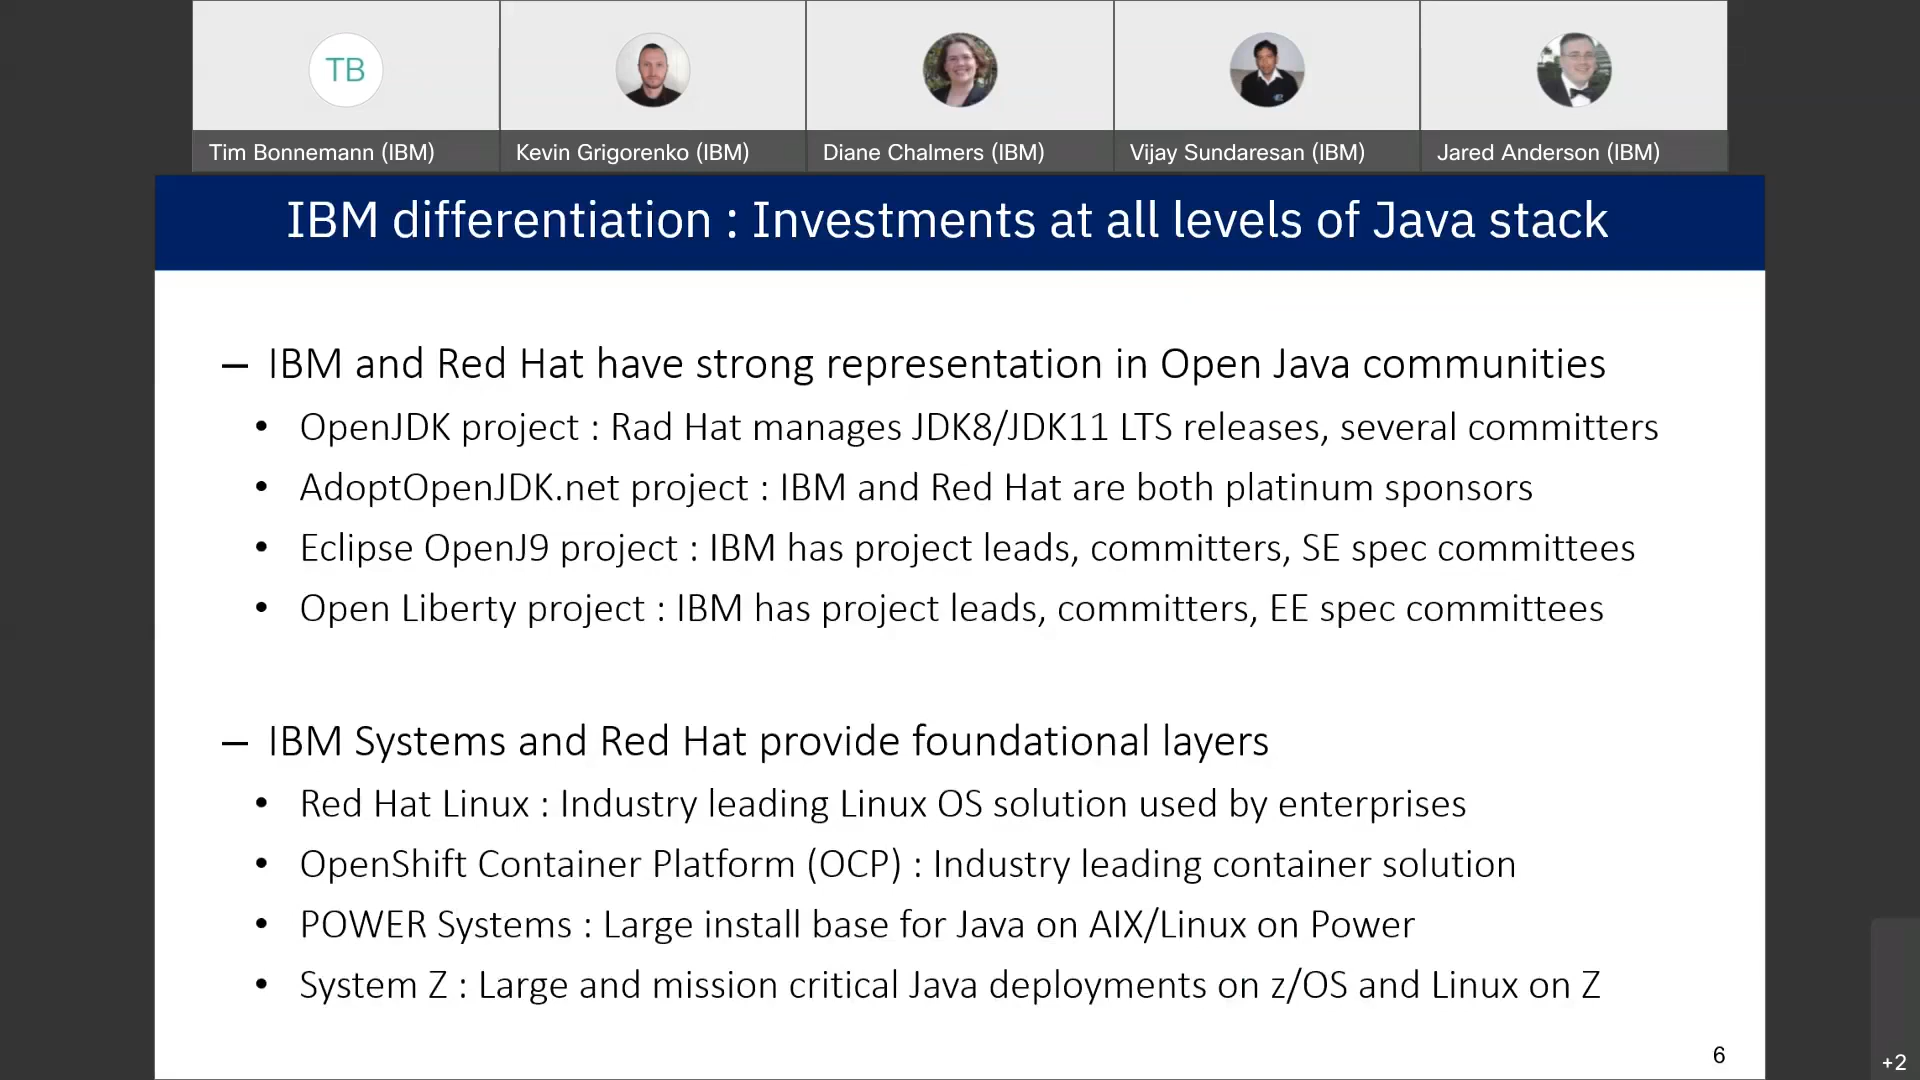 TB
Tim Bonnemann (IBM)
Kevin Grigorenko (IBM)
Diane Chalmers (IBM)
Vijay Sundaresan (IBM)
Jared Anderson (IBM)
IBM differentiation : Investments at all levels of Java stack
– IBM and Red Hat have strong representation in Open Java communities
• OpenJDK project : Rad Hat manages JDK8/JDK11 LTS releases, several committers
• AdoptOpenJDK.net project : IBM and Red Hat are both platinum sponsors
• Eclipse OpenJ9 project : IBM has project leads, committers, SE spec committees
• Open Liberty project : IBM has project leads, committers, EE spec committees
– IBM Systems and Red Hat provide foundational layers
• Red Hat Linux : Industry leading Linux OS solution used by enterprises
• OpenShift Container Platform (OCP) : Industry leading container solution
• POWER Systems : Large install base for Java on AIX/Linux on Power
• System Z : Large and mission critical Java deployments on z/OS and Linux on Z
6
+2